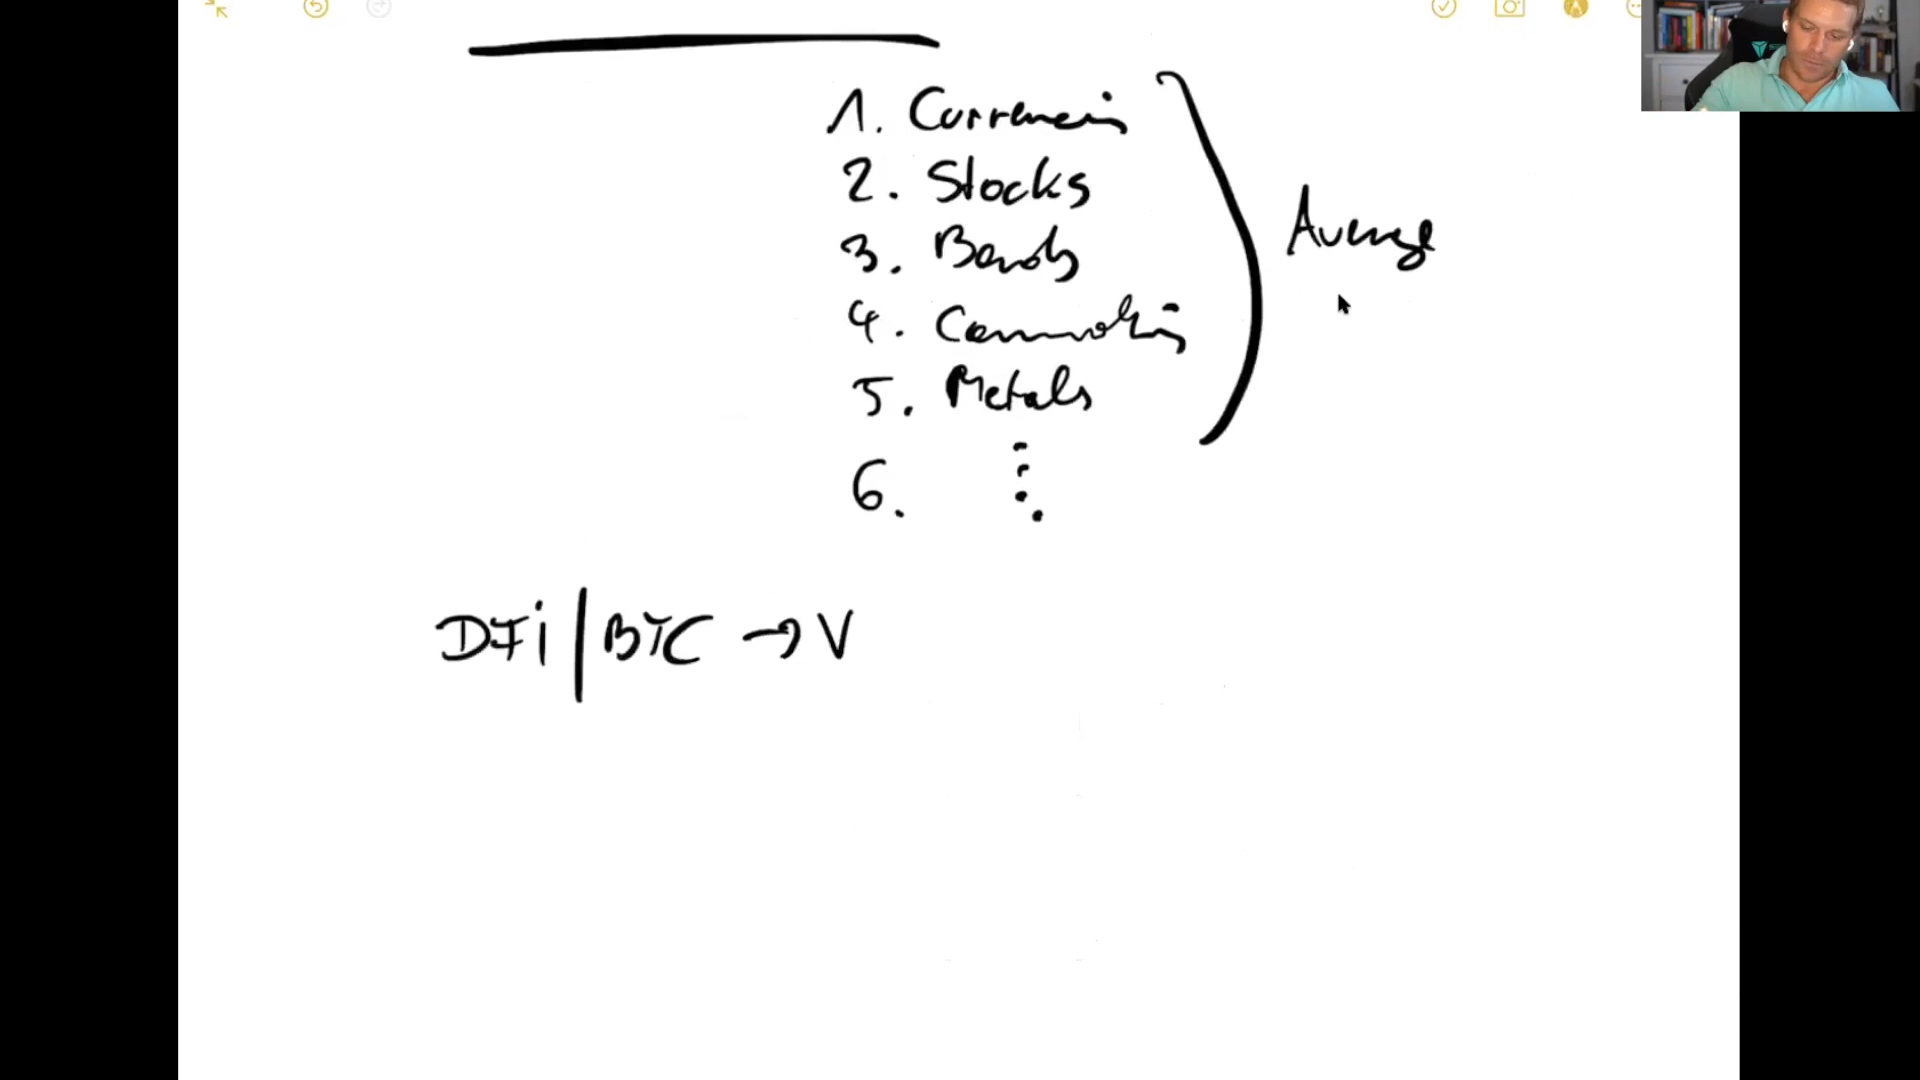 1. Currencies
2. Stocks
3. Bonds
4. Commodities
5. Metals
6. ⋮
Average
DFi | BTC → V